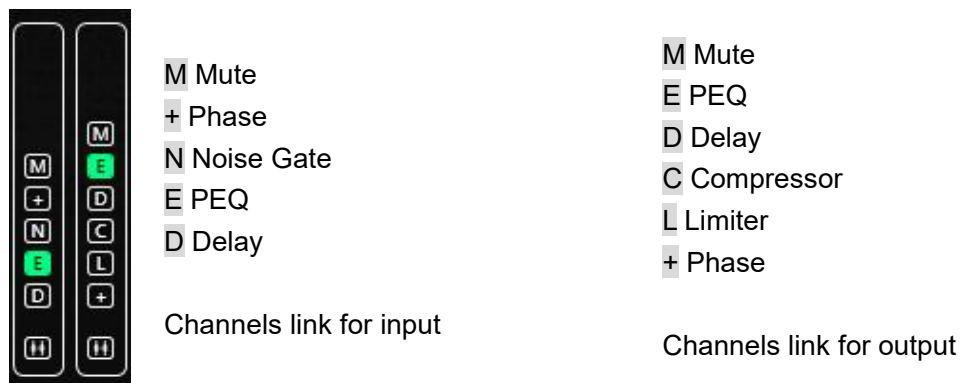 M
+
N
E
D
M
E
D
C
L
+
M Mute
+ Phase
N Noise Gate
E PEQ
D Delay
Channels link for input
M Mute
E PEQ
D Delay
C Compressor
L Limiter
+ Phase
Channels link for output